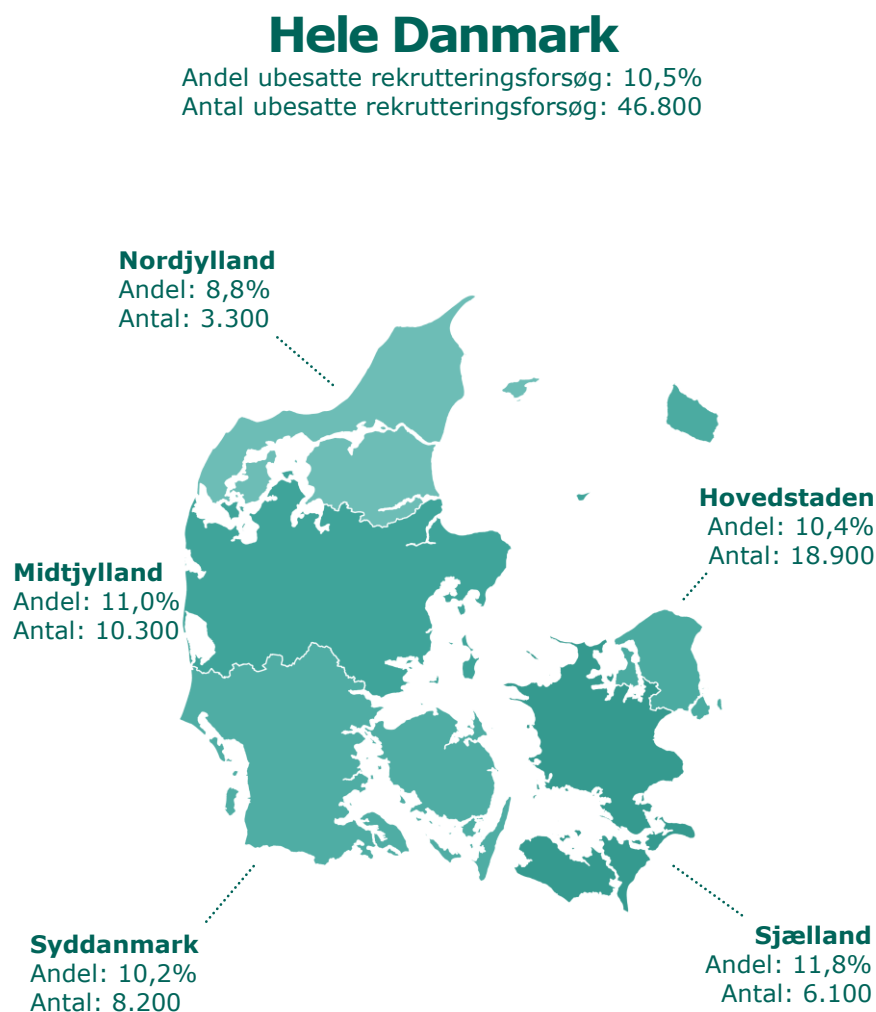 Hele Danmark
Andel ubesatte rekrutteringsforsøg: 10,5%
Antal ubesatte rekrutteringsforsøg: 46.800
Nordjylland
Andel: 8,8%
Antal: 3.300
Hovedstaden
Andel: 10,4%
Antal: 18.900
Midtjylland
Andel: 11,0%
Antal: 10.300
Sjælland
Andel: 11,8%
Antal: 6.100
Syddanmark
Andel: 10,2%
Antal: 8.200